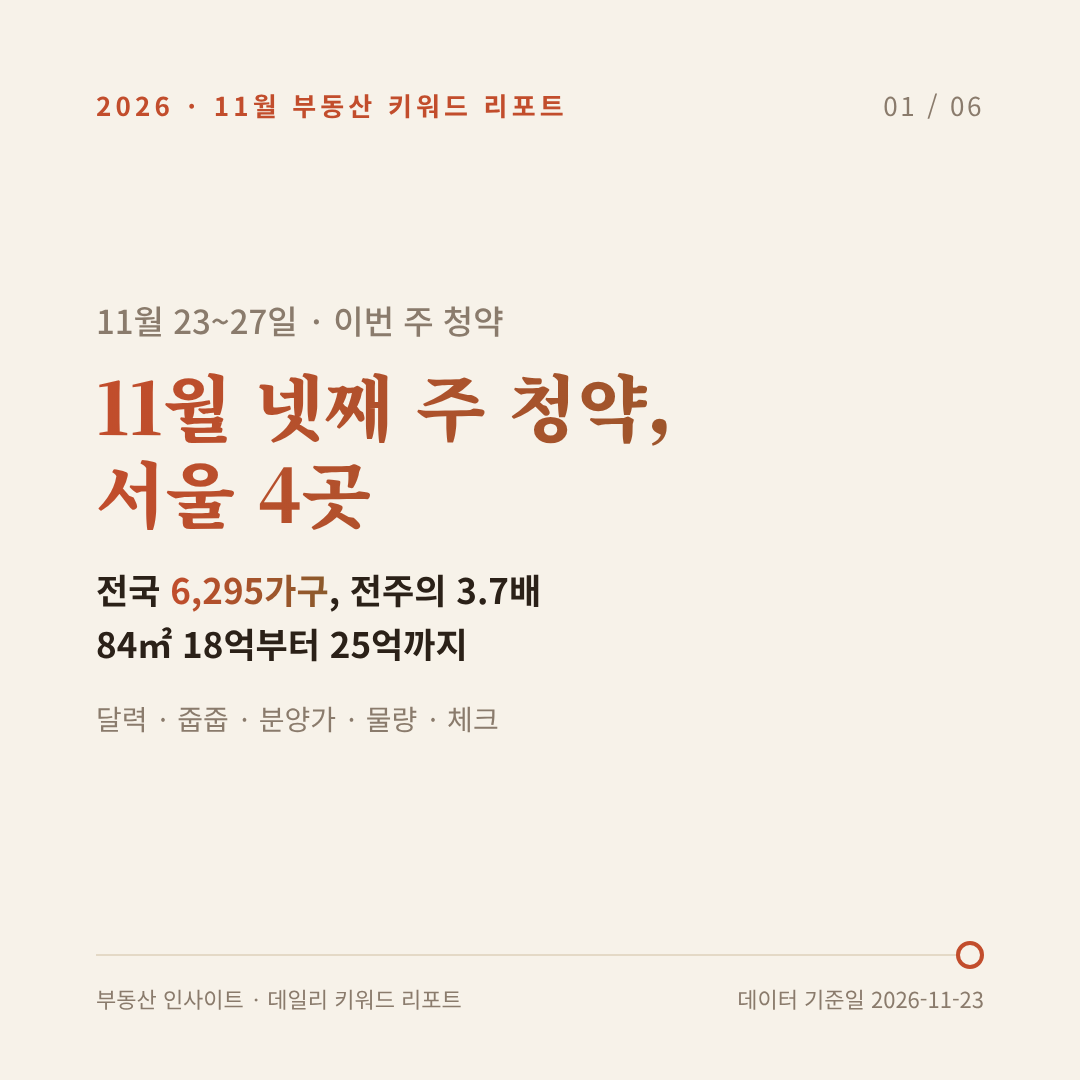 2026 · 11월 부동산 키워드 리포트
01 / 06
11월 23~27일 · 이번 주 청약
11월 넷째 주 청약,
서울 4곳
전국 6,295가구, 전주의 3.7배
84㎡ 18억부터 25억까지
달력 · 줍줍 · 분양가 · 물량 · 체크
부동산 인사이트 · 데일리 키워드 리포트
데이터 기준일 2026-11-23